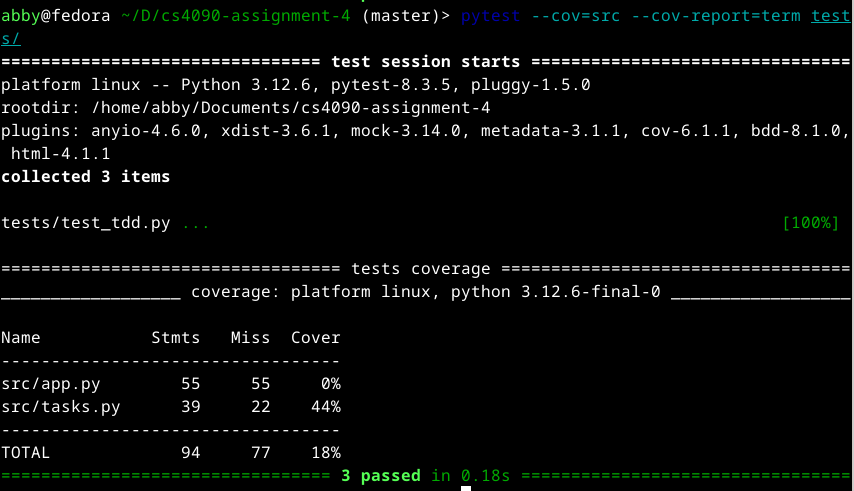 abby@fedora ~/D/cs4090-assignment-4 (master)> pytest --cov=src --cov-report=term test
s/
================================ test session starts ================================
platform linux -- Python 3.12.6, pytest-8.3.5, pluggy-1.5.0
rootdir: /home/abby/Documents/cs4090-assignment-4
plugins: anyio-4.6.0, xdist-3.6.1, mock-3.14.0, metadata-3.1.1, cov-6.1.1, bdd-8.1.0,
 html-4.1.1
collected 3 items

tests/test_tdd.py ...                                                         [100%]

================================== tests coverage ===================================
__________________ coverage: platform linux, python 3.12.6-final-0 __________________

Name           Stmts   Miss  Cover
----------------------------------
src/app.py        55     55     0%
src/tasks.py      39     22    44%
----------------------------------
TOTAL             94     77    18%
================================= 3 passed in 0.18s =================================